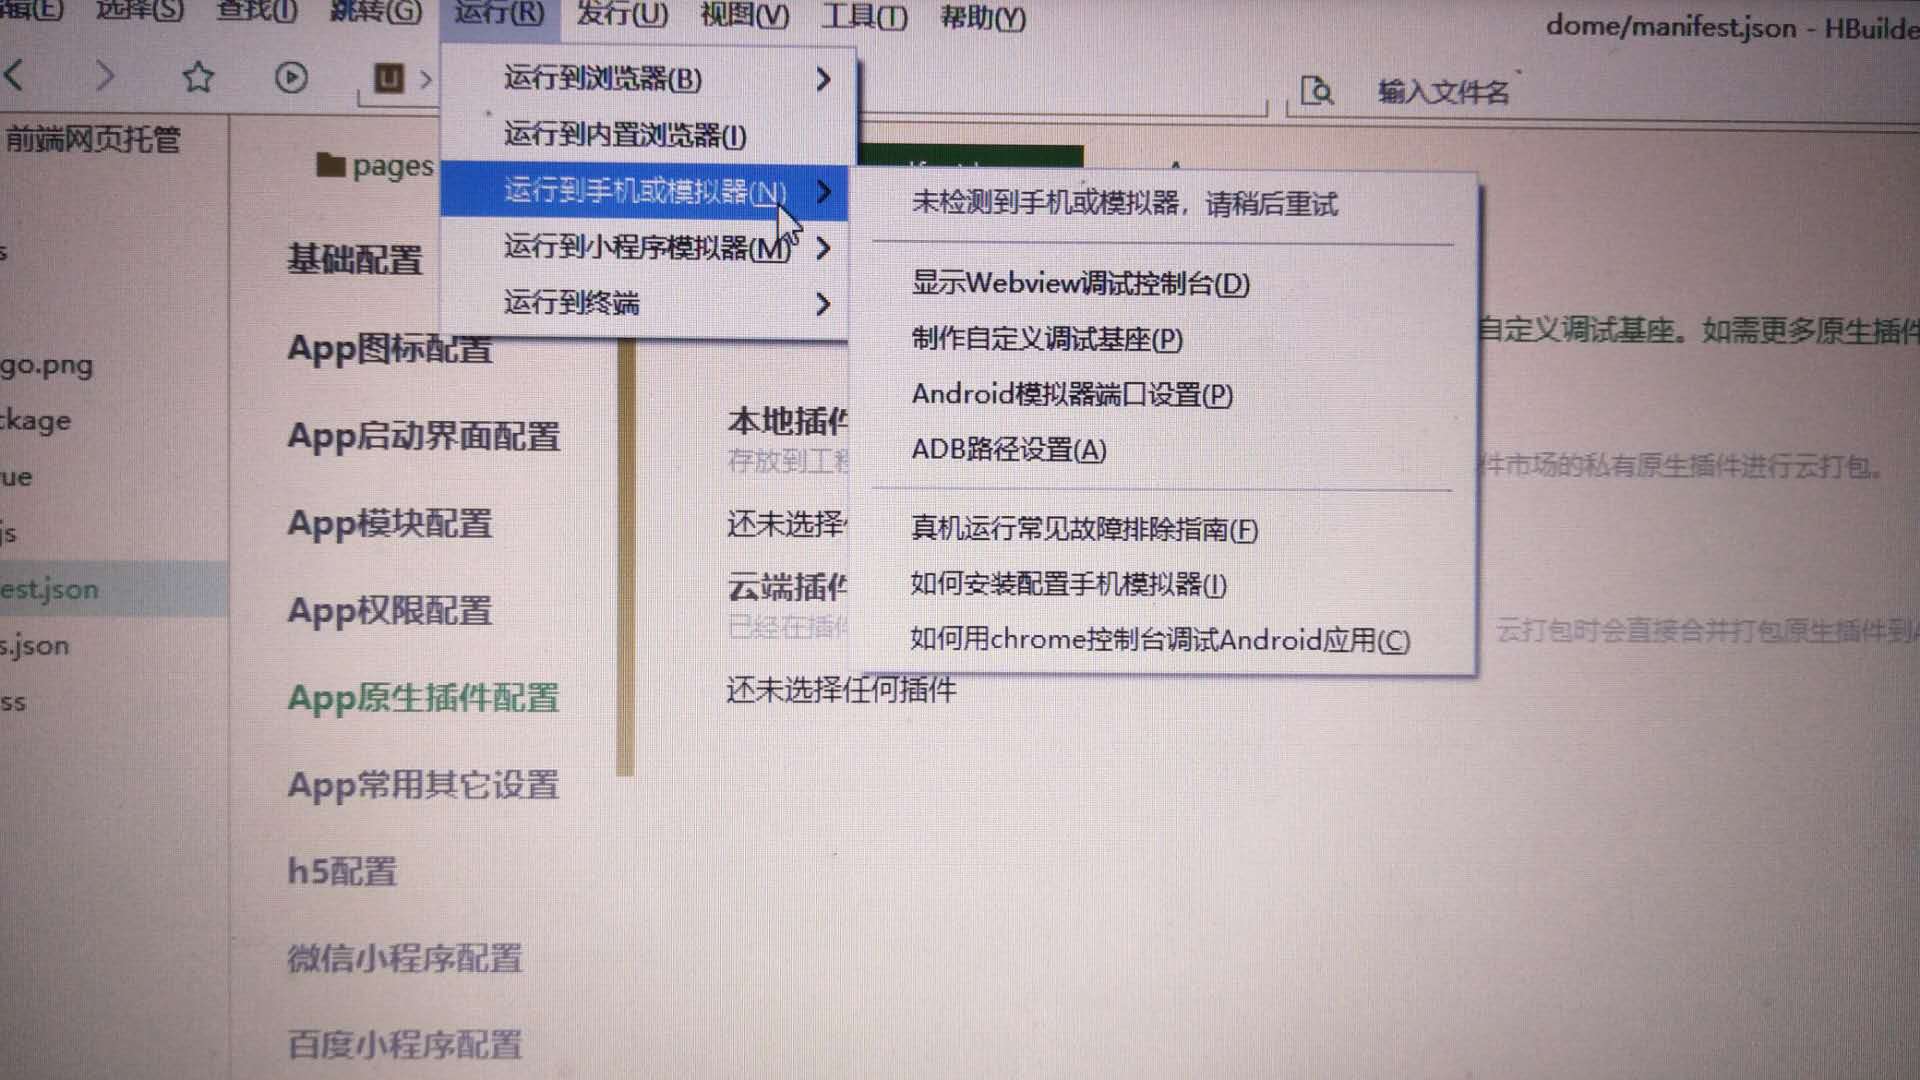 辑(E) 选择(S) 查找(I) 跳转(G) 运行(R) 发行(U) 视图(V) 工具(T) 帮助(Y)
dome/manifest.json - HBuilde
输入文件名
前端网页托管
pages
s
go.png
ckage
ue
js
est.json
s.json
ss
基础配置
App图标配置
App启动界面配置
App模块配置
App权限配置
App原生插件配置
App常用其它设置
h5配置
微信小程序配置
百度小程序配置
运行到浏览器(B)
运行到内置浏览器(I)
运行到手机或模拟器(N)
运行到小程序模拟器(M)
运行到终端
未检测到手机或模拟器，请稍后重试
显示Webview调试控制台(D)
制作自定义调试基座(P)
Android模拟器端口设置(P)
ADB路径设置(A)
真机运行常见故障排除指南(F)
如何安装配置手机模拟器(I)
如何用chrome控制台调试Android应用(C)
自定义调试基座。如需更多原生插件
本地插件
存放到工程
件市场的私有原生插件进行云打包。
还未选择
云端插件
已经在插件
云打包时会直接合并打包原生插件到A
还未选择任何插件